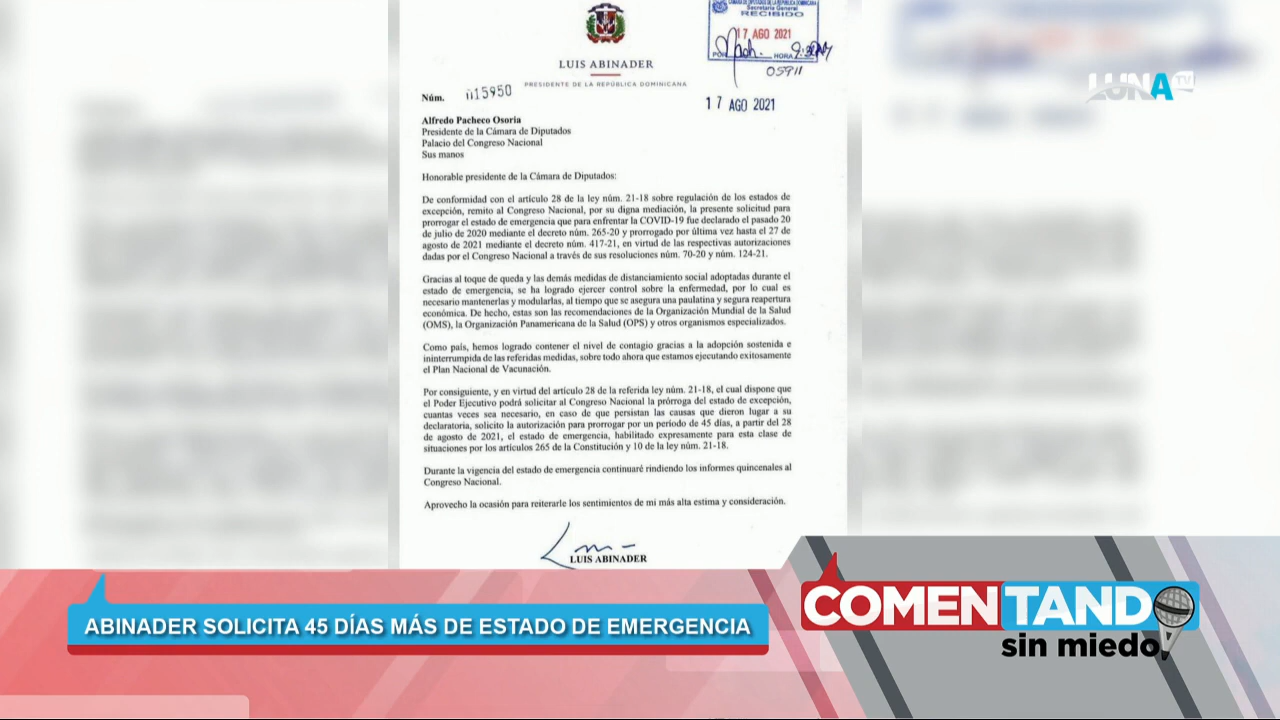 CÁMARA DE DIPUTADOS DE LA REPÚBLICA DOMINICANA
Secretaría General
RECIBIDO
17 AGO 2021
POR HORA
05911
LUIS ABINADER
PRESIDENTE DE LA REPÚBLICA DOMINICANA
LUNA TV
Núm. 015950
17 AGO 2021
Alfredo Pacheco Osoria
Presidente de la Cámara de Diputados
Palacio del Congreso Nacional
Sus manos
Honorable presidente de la Cámara de Diputados:
De conformidad con el artículo 28 de la ley núm. 21-18 sobre regulación de los estados de
excepción, remito al Congreso Nacional, por su digna mediación, la presente solicitud para
prorrogar el estado de emergencia que para enfrentar la COVID-19 fue declarado el pasado 20
de julio de 2020 mediante el decreto núm. 265-20 y prorrogado por última vez hasta el 27 de
agosto de 2021 mediante el decreto núm. 417-21, en virtud de las respectivas autorizaciones
dadas por el Congreso Nacional a través de sus resoluciones núm. 70-20 y núm. 124-21.
Gracias al toque de queda y las demás medidas de distanciamiento social adoptadas durante el
estado de emergencia, se ha logrado ejercer control sobre la enfermedad, por lo cual es
necesario mantenerlas y modularlas, al tiempo que se asegura una paulatina y segura reapertura
económica. De hecho, estas son las recomendaciones de la Organización Mundial de la Salud
(OMS), la Organización Panamericana de la Salud (OPS) y otros organismos especializados.
Como país, hemos logrado contener el nivel de contagio gracias a la adopción sostenida e
ininterrumpida de las referidas medidas, sobre todo ahora que estamos ejecutando exitosamente
el Plan Nacional de Vacunación.
Por consiguiente, y en virtud del artículo 28 de la referida ley núm. 21-18, el cual dispone que
el Poder Ejecutivo podrá solicitar al Congreso Nacional la prórroga del estado de excepción,
cuantas veces sea necesario, en caso de que persistan las causas que dieron lugar a su
declaratoria, solicito la autorización para prorrogar por un periodo de 45 días, a partir del 28
de agosto de 2021, el estado de emergencia, habilitado expresamente para esta clase de
situaciones por los artículos 265 de la Constitución y 10 de la ley núm. 21-18.
Durante la vigencia del estado de emergencia continuaré rindiendo los informes quincenales al
Congreso Nacional.
Aprovecho la ocasión para reiterarle los sentimientos de mi más alta estima y consideración.
LUIS ABINADER
ABINADER SOLICITA 45 DÍAS MÁS DE ESTADO DE EMERGENCIA
COMENTANDO
sin miedo